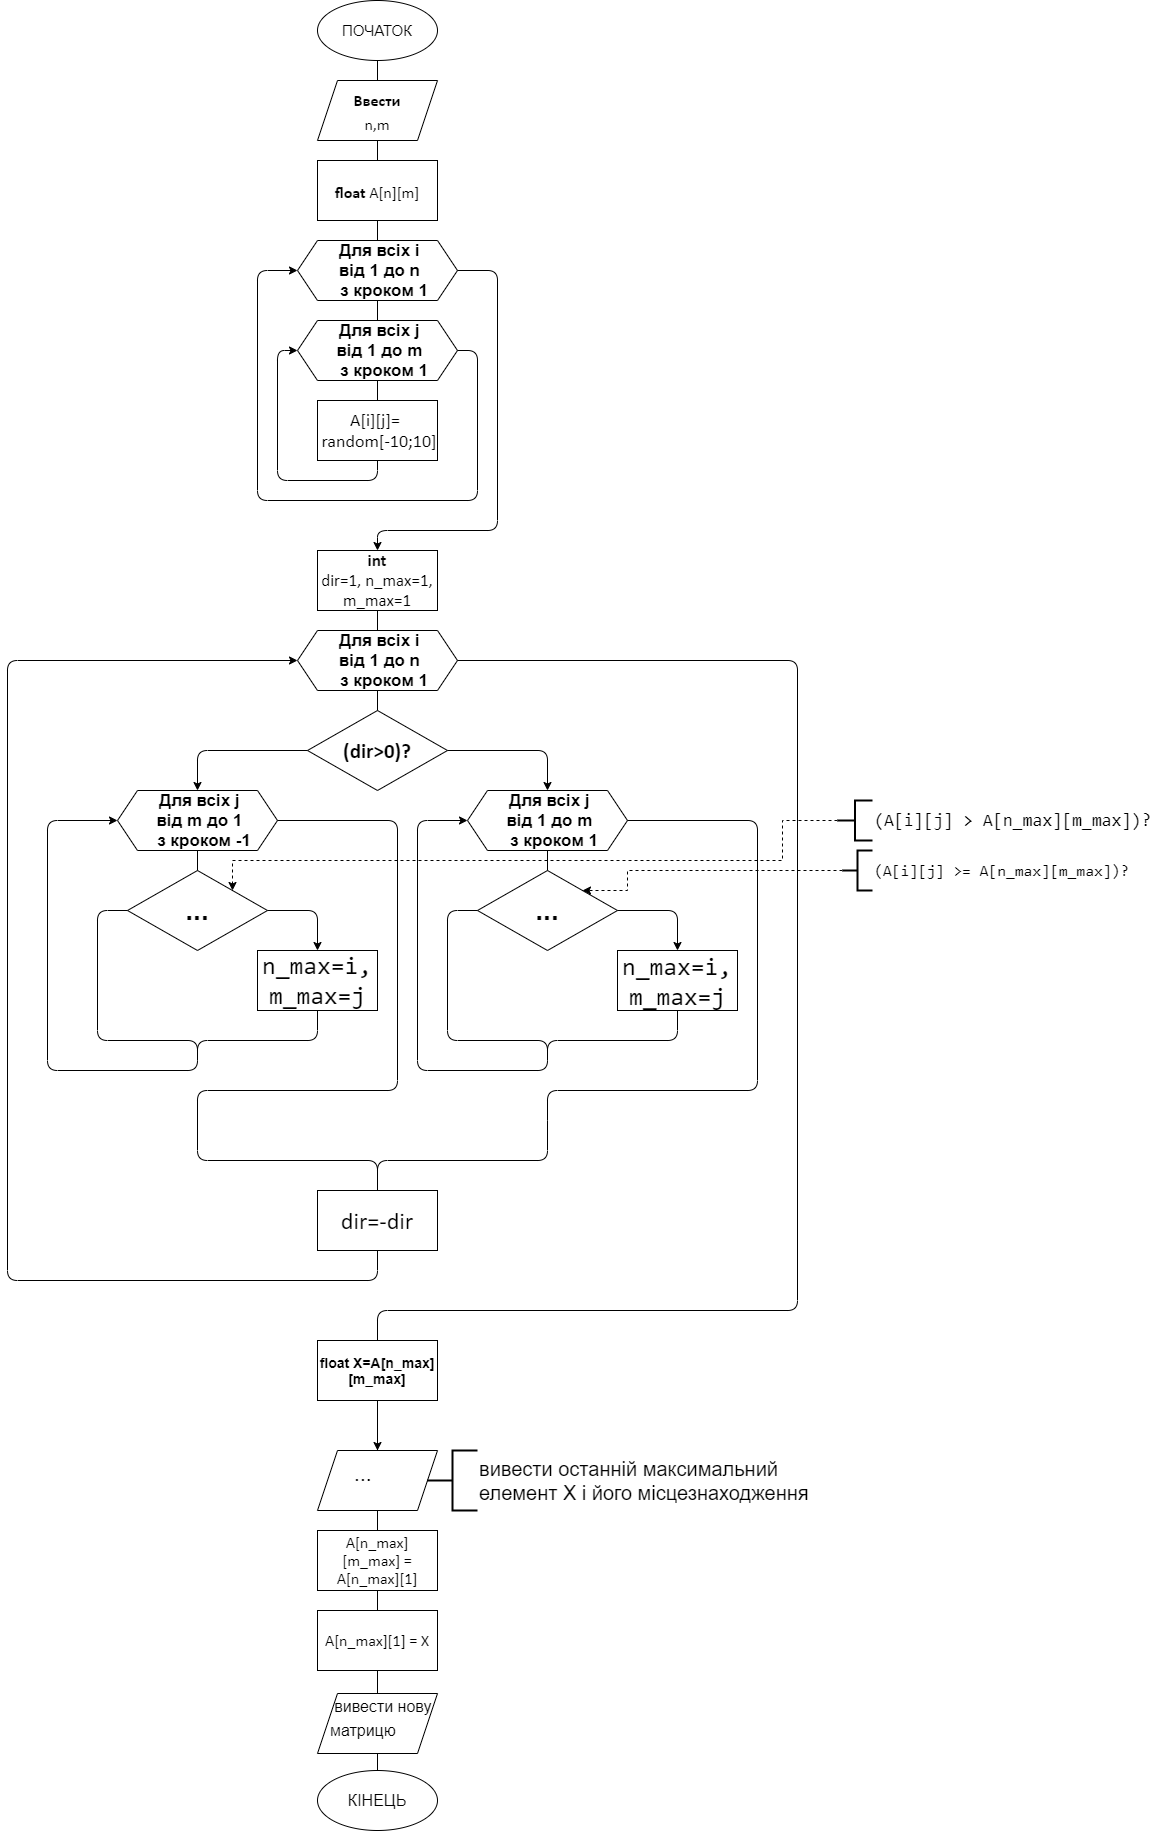 ПОЧАТОК
Ввести
n,m
float A[n][m]
Для всіх i
від 1 до n
з кроком 1
Для всіх j
від 1 до m
з кроком 1
A[i][j]=
random[-10;10]
int
dir=1, n_max=1,
m_max=1
Для всіх i
від 1 до n
з кроком 1
(dir>0)?
Для всіх j
від m до 1
з кроком -1
Для всіх j
від 1 до m
з кроком 1
(A[i][j] > A[n_max][m_max])?
(A[i][j] >= A[n_max][m_max])?
...
...
n_max=i,
m_max=j
n_max=i,
m_max=j
dir=-dir
float X=A[n_max]
[m_max]
...
вивести останній максимальний
елемент X і його місцезнаходження
A[n_max]
[m_max] =
A[n_max][1]
A[n_max][1] = X
вивести нову
матрицю
КІНЕЦЬ